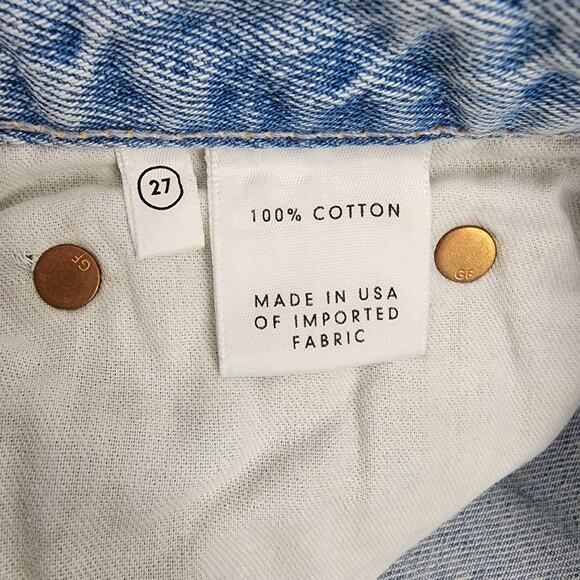 27
100% COTTON
MADE IN USA
OF IMPORTED
FABRIC
GF
GF